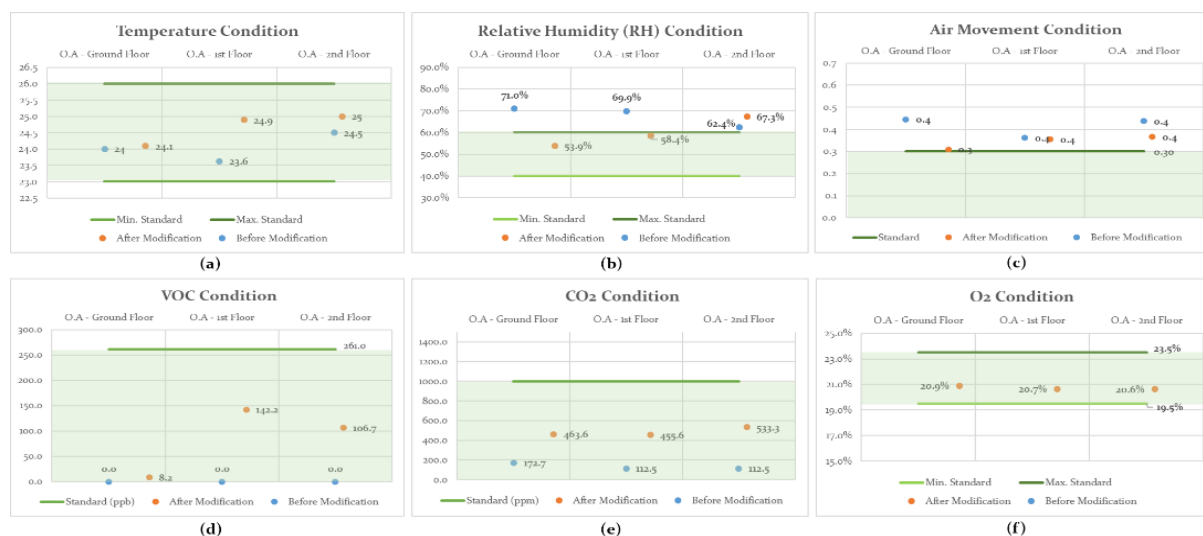 Temperature Condition
O.A - Ground Floor O.A - 1st Floor O.A - 2nd Floor
26.5
26.0
25.5
25.0
24.5
24.0
23.5
23.0
22.5
24 24.1 23.6 24.9 24.5 25
Min. Standard Max. Standard
After Modification Before Modification
(a)
Relative Humidity (RH) Condition
O.A - Ground Floor O.A - 1st Floor O.A - 2nd Floor
90.0%
80.0%
70.0%
60.0%
50.0%
40.0%
30.0%
71.0% 53.9% 69.9% 58.4% 62.4% 67.3%
Min. Standard Max. Standard
After Modification Before Modification
(b)
Air Movement Condition
O.A - Ground Floor O.A - 1st Floor O.A - 2nd Floor
0.7
0.6
0.5
0.4
0.3
0.2
0.1
0.0
0.4 0.3 0.4 0.4 0.4 0.4 0.30
Standard After Modification Before Modification
(c)
VOC Condition
O.A - Ground Floor O.A - 1st Floor O.A - 2nd Floor
300.0
250.0
200.0
150.0
100.0
50.0
0.0
261.0
0.0 8.2 0.0 142.2 0.0 106.7
Standard (ppb) After Modification Before Modification
(d)
CO2 Condition
O.A - Ground Floor O.A - 1st Floor O.A - 2nd Floor
1400.0
1200.0
1000.0
800.0
600.0
400.0
200.0
0.0
172.7 463.6 112.5 455.6 112.5 533.3
Standard (ppm) After Modification Before Modification
(e)
O2 Condition
O.A - Ground Floor O.A - 1st Floor O.A - 2nd Floor
25.0%
23.0%
21.0%
19.0%
17.0%
15.0%
23.5%
20.9% 20.7% 20.6%
19.5%
Min. Standard Max. Standard
After Modification Before Modification
(f)